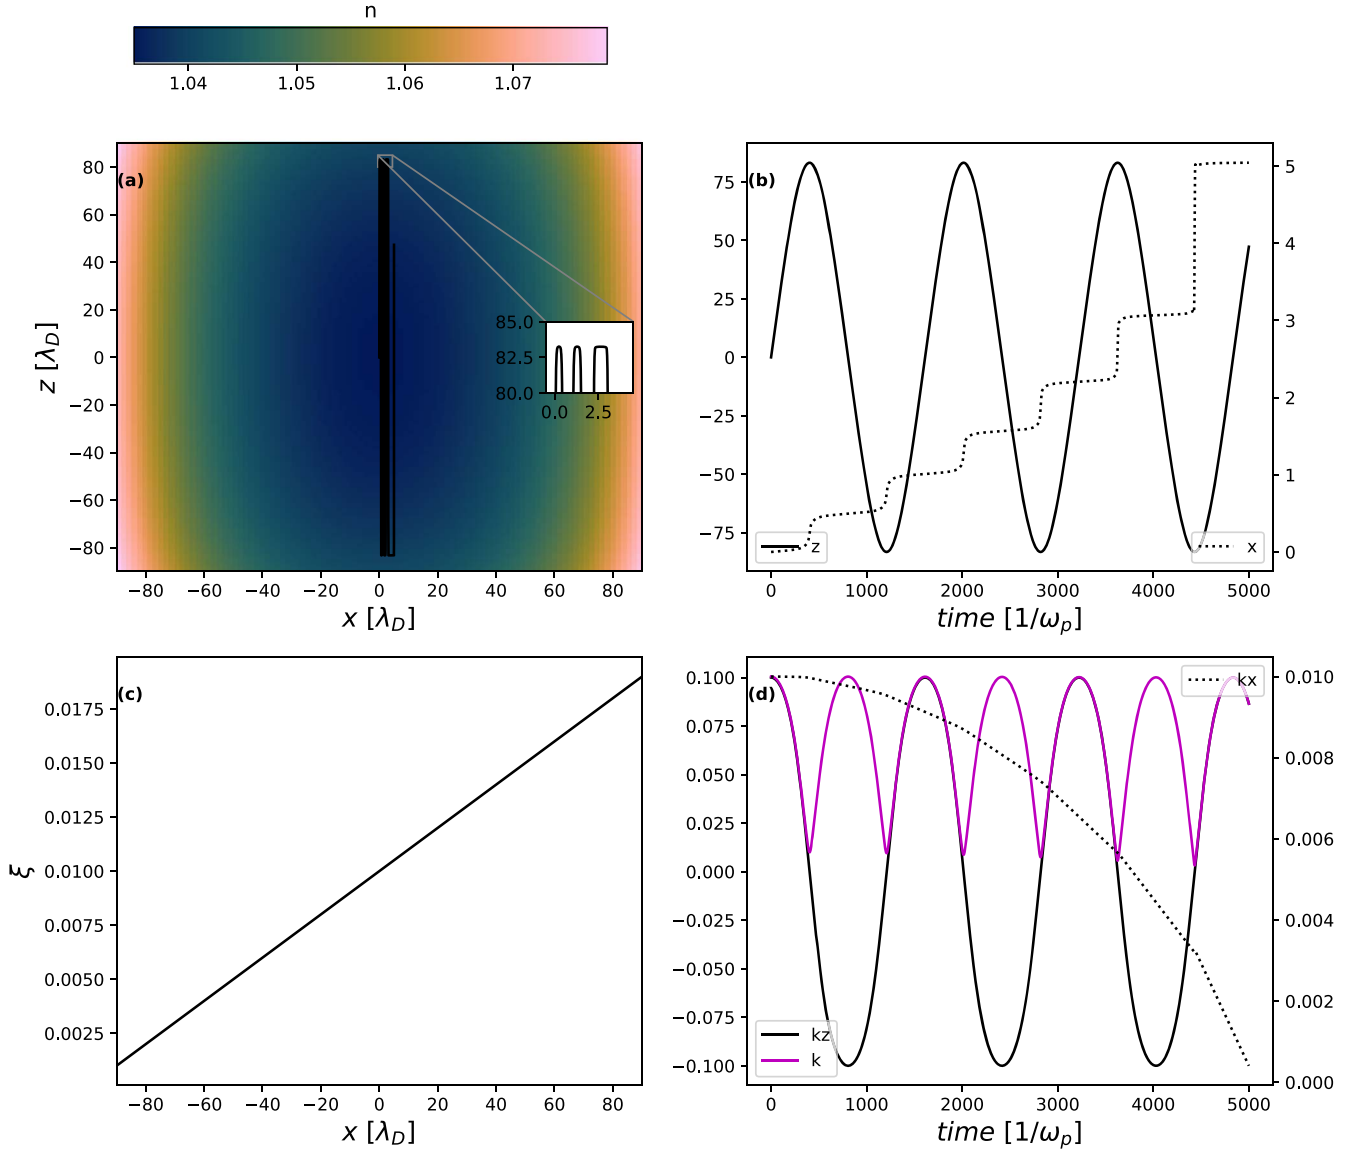 n
1.04 1.05 1.06 1.07
(a)
z [λ_D]
80
60
40
20
0
−20
−40
−60
−80
85.0
82.5
80.0
0.0 2.5
−80 −60 −40 −20 0 20 40 60 80
x [λ_D]
(b)
75
50
25
0
−25
−50
−75
5
4
3
2
1
0
z
x
0 1000 2000 3000 4000 5000
time [1/ω_p]
(c)
ξ
0.0175
0.0150
0.0125
0.0100
0.0075
0.0050
0.0025
−80 −60 −40 −20 0 20 40 60 80
x [λ_D]
(d)
0.100
0.075
0.050
0.025
0.000
−0.025
−0.050
−0.075
−0.100
kx
0.010
0.008
0.006
0.004
0.002
0.000
kz
k
0 1000 2000 3000 4000 5000
time [1/ω_p]